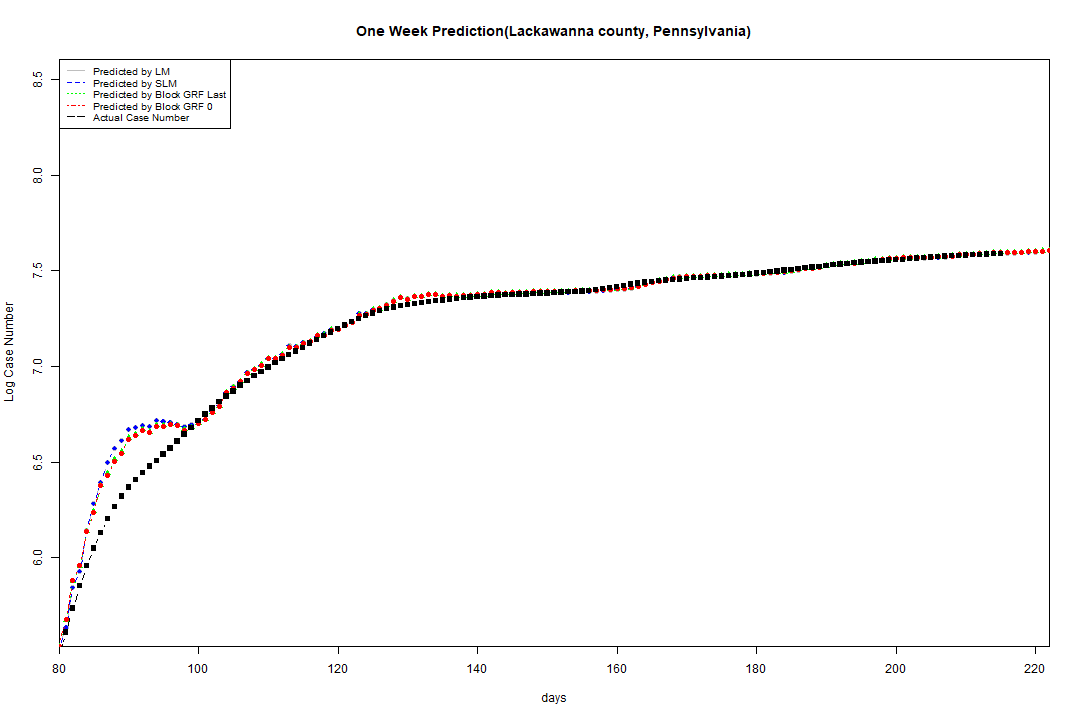 One Week Prediction(Lackawanna county, Pennsylvania)
Predicted by LM
Predicted by SLM
Predicted by Block GRF Last
Predicted by Block GRF 0
Actual Case Number
8.5
8.0
7.5
7.0
6.5
6.0
Log Case Number
80 100 120 140 160 180 200 220
days